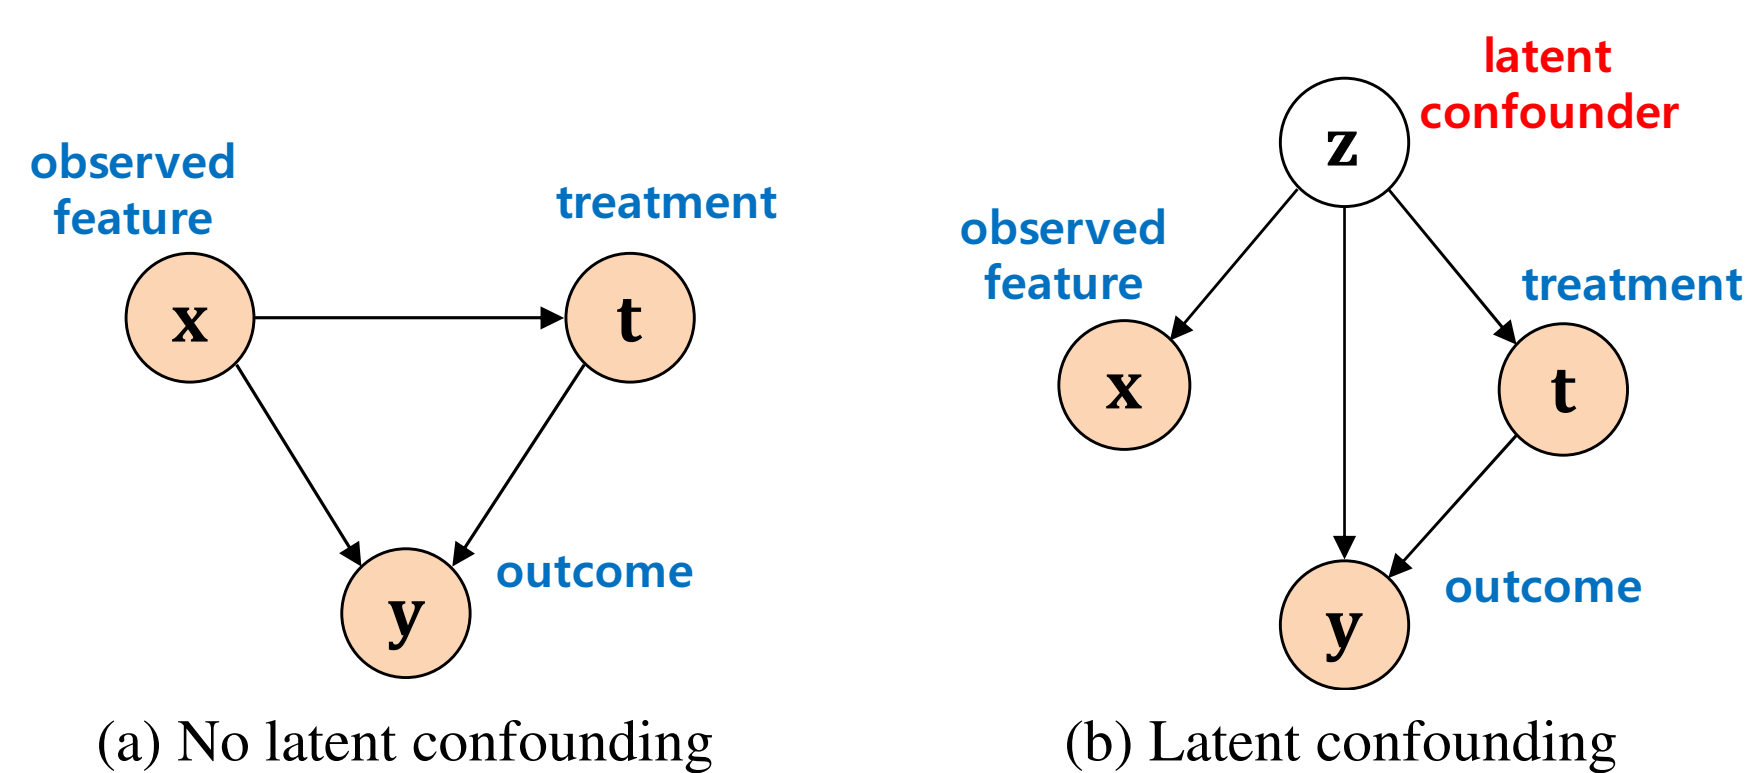 observed
feature
treatment
x
t
y
outcome
(a) No latent confounding
latent
confounder
z
observed
feature
treatment
x
t
y
outcome
(b) Latent confounding